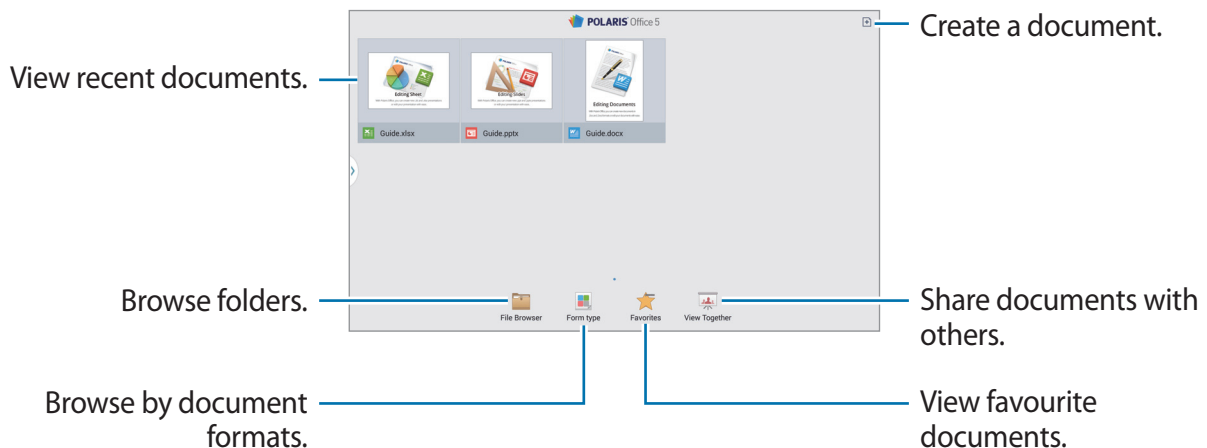 POLARIS Office 5
Create a document.
View recent documents.
Editing Sheet
Editing Slides
Editing Documents
Guide.xlsx
Guide.pptx
Guide.docx
Browse folders.
File Browser
Form type
Favorites
View Together
Share documents with
others.
Browse by document
formats.
View favourite
documents.